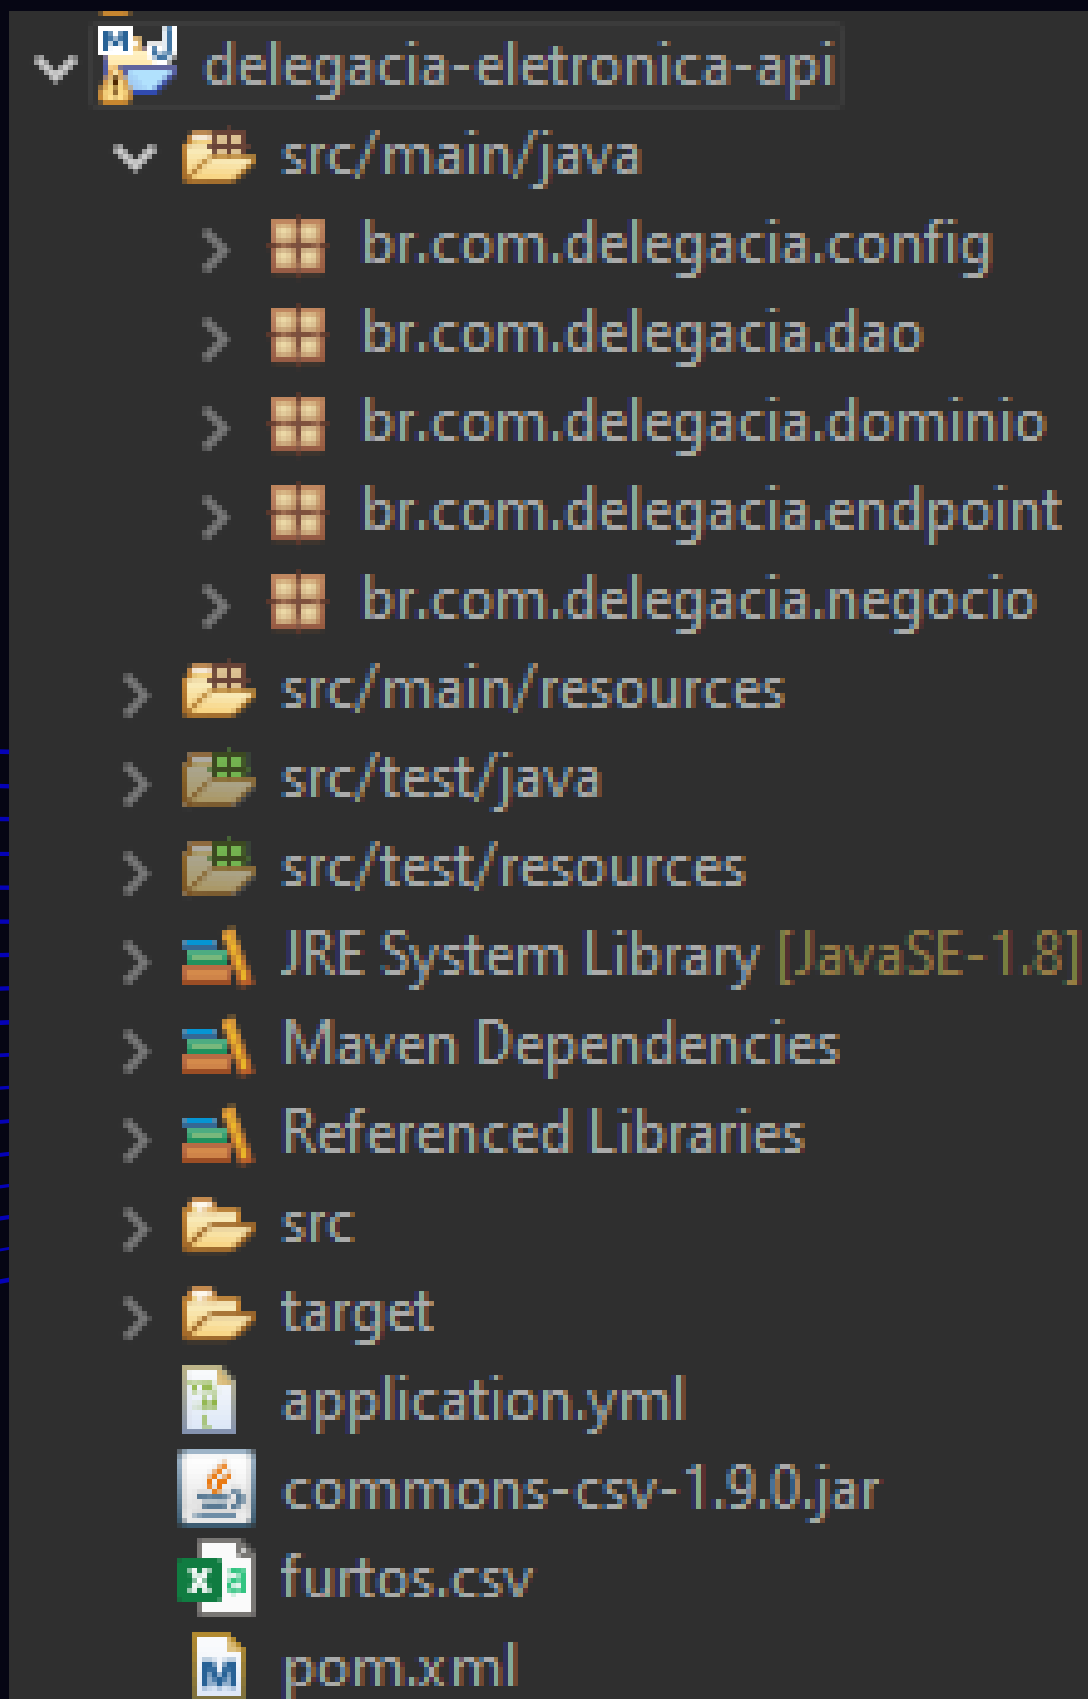 delegacia-eletronica-api
src/main/java
br.com.delegacia.config
br.com.delegacia.dao
br.com.delegacia.dominio
br.com.delegacia.endpoint
br.com.delegacia.negocio
src/main/resources
src/test/java
src/test/resources
JRE System Library [JavaSE-1.8]
Maven Dependencies
Referenced Libraries
src
target
application.yml
commons-csv-1.9.0.jar
furtos.csv
pom.xml